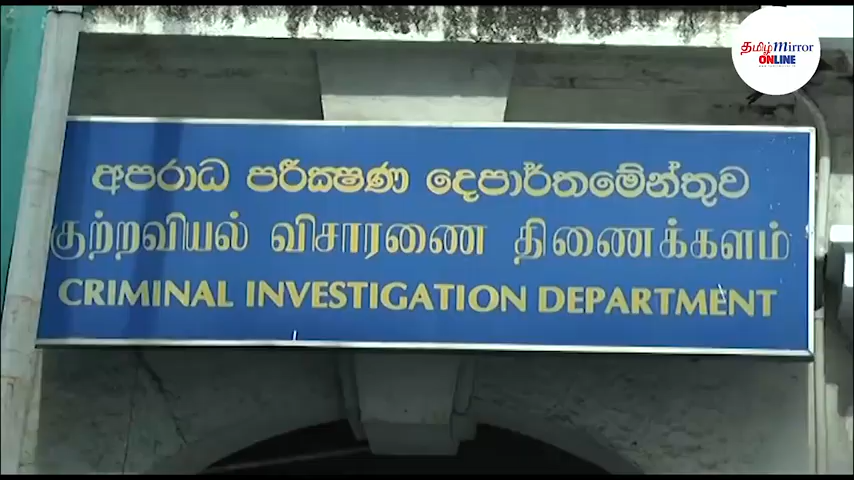 தமிழ் mirror
ONLINE
අපරාධ පරීක්ෂණ දෙපාර්තමේන්තුව
குற்றவியல் விசாரணை திணைக்களம்
CRIMINAL INVESTIGATION DEPARTMENT